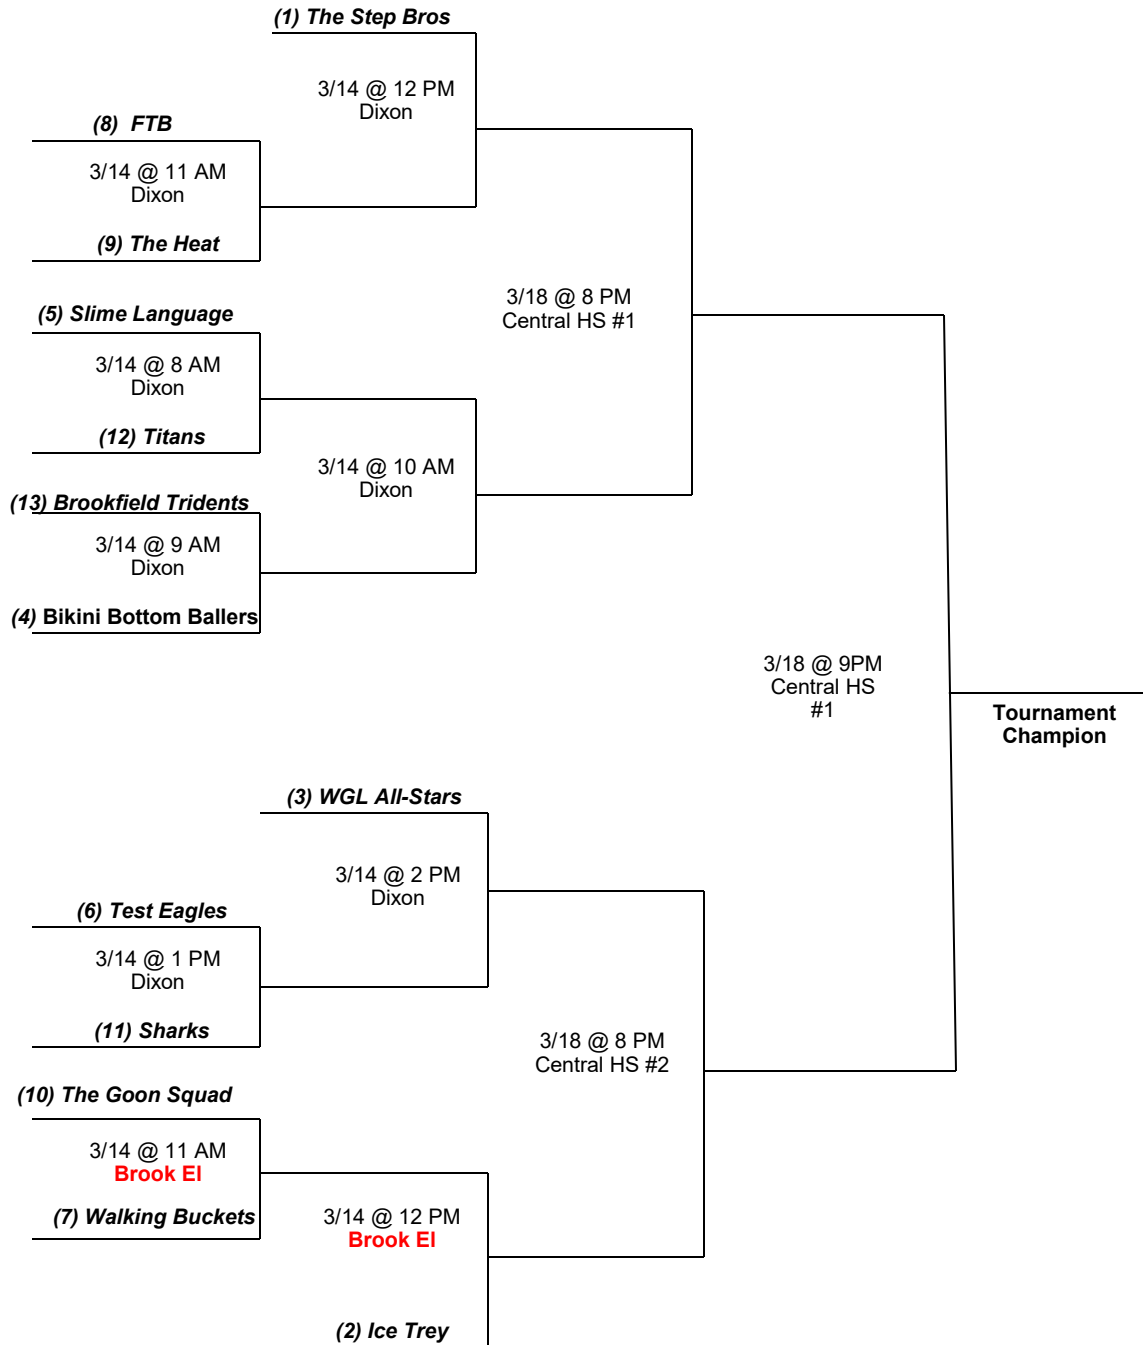 (1) The Step Bros
3/14 @ 12 PM
Dixon
(8) FTB
3/14 @ 11 AM
Dixon
(9) The Heat
3/18 @ 8 PM
Central HS #1
(5) Slime Language
3/14 @ 8 AM
Dixon
(12) Titans
3/14 @ 10 AM
Dixon
(13) Brookfield Tridents
3/14 @ 9 AM
Dixon
(4) Bikini Bottom Ballers
3/18 @ 9PM
Central HS
#1
Tournament
Champion
(3) WGL All-Stars
3/14 @ 2 PM
Dixon
(6) Test Eagles
3/14 @ 1 PM
Dixon
(11) Sharks
3/18 @ 8 PM
Central HS #2
(10) The Goon Squad
3/14 @ 11 AM
Brook El
(7) Walking Buckets
3/14 @ 12 PM
Brook El
(2) Ice Trey